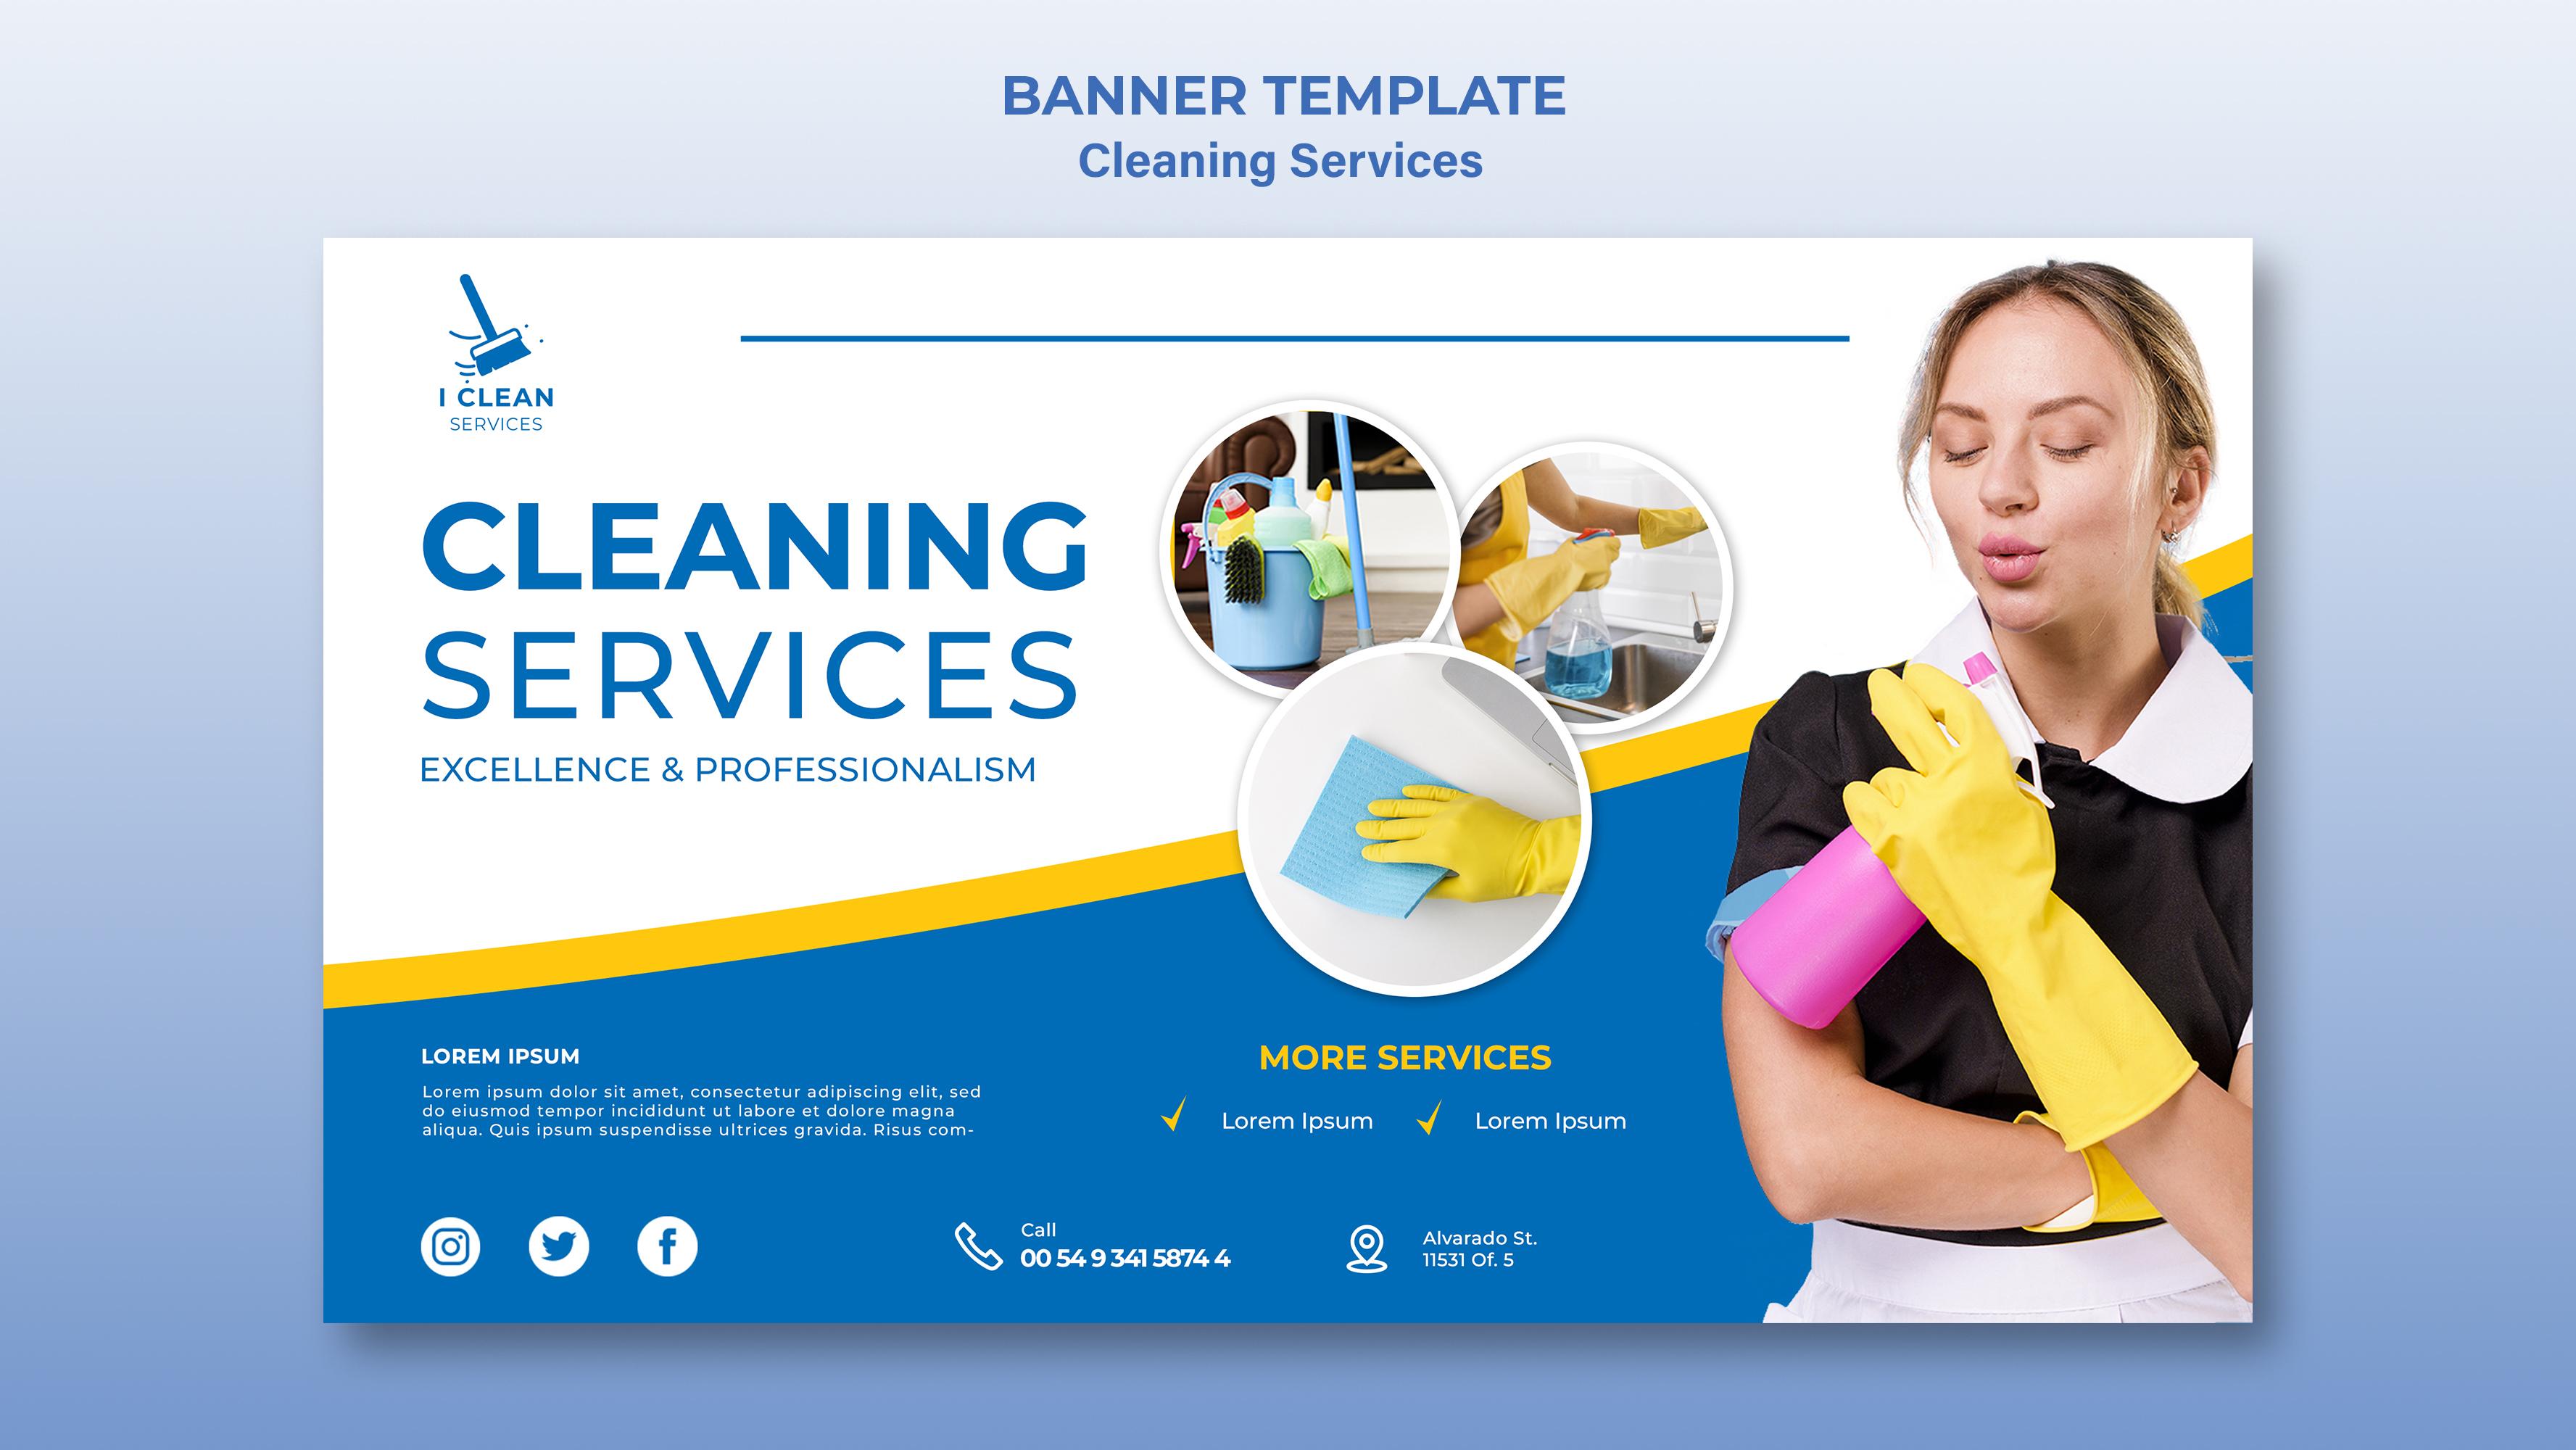 BANNER TEMPLATE
Cleaning Services
I CLEAN
SERVICES
CLEANING
SERVICES
EXCELLENCE & PROFESSIONALISM
LOREM IPSUM
Lorem ipsum dolor sit amet, consectetur adipiscing elit, sed
do eiusmod tempor incididunt ut labore et dolore magna
aliqua. Quis ipsum suspendisse ultrices gravida. Risus com-
MORE SERVICES
Lorem Ipsum
Lorem Ipsum
Call
00 54 9 341 5874 4
Alvarado St.
11531 Of. 5